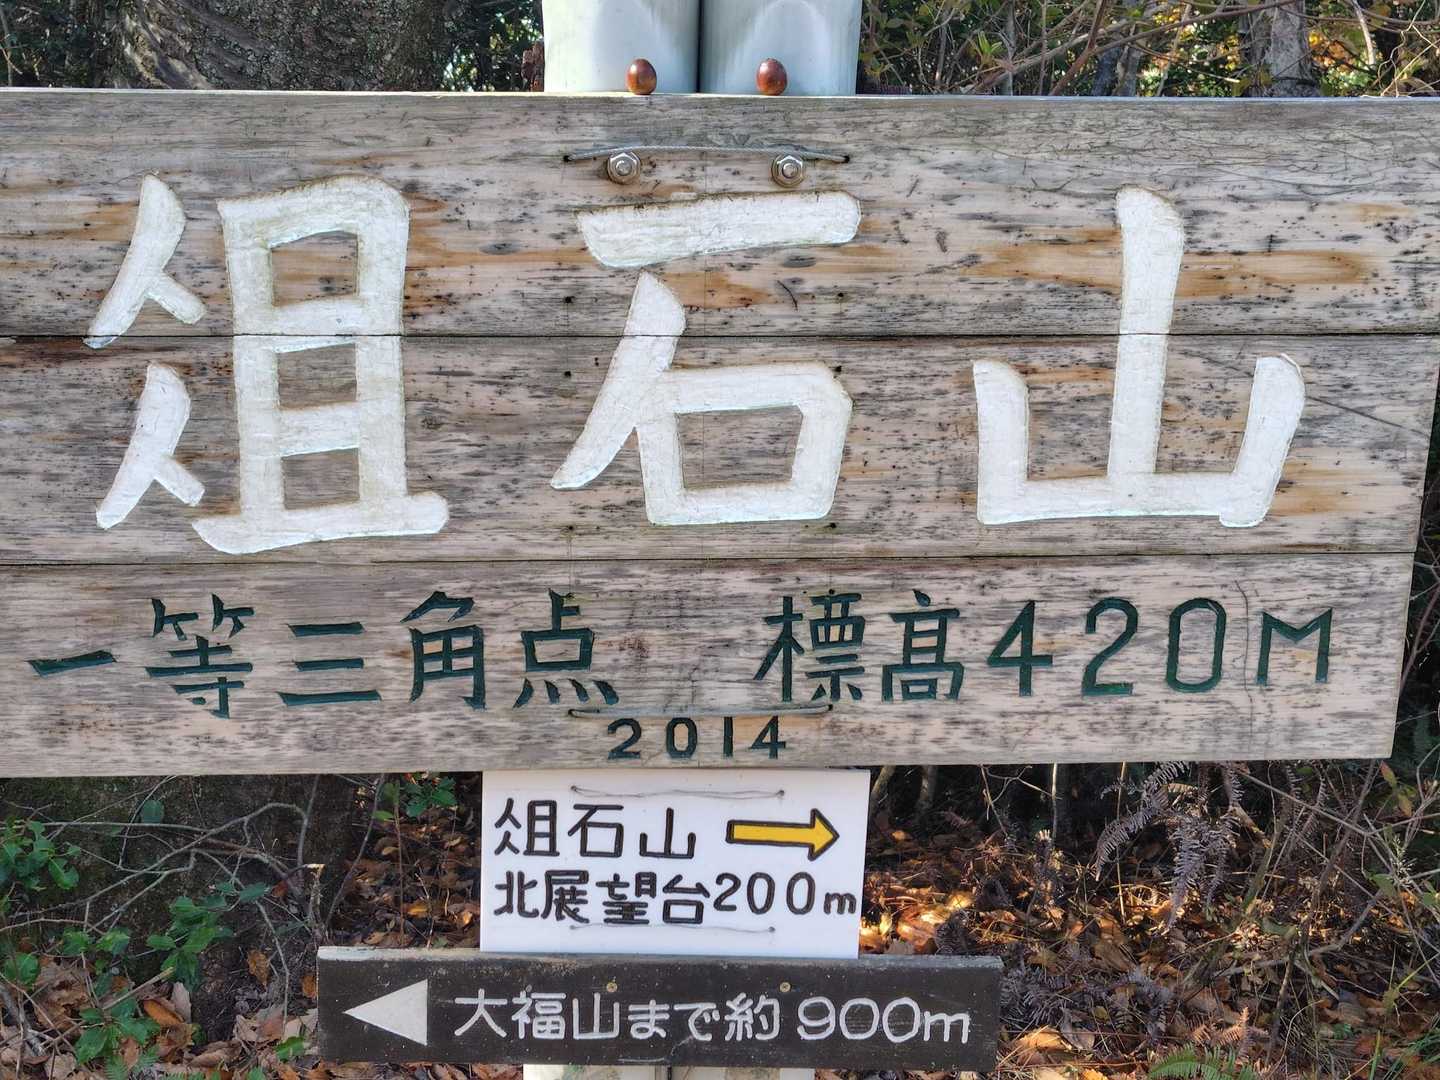 俎石山
一等三角点 標高420M
2014
俎石山
北展望台200m
大福山まで約900m